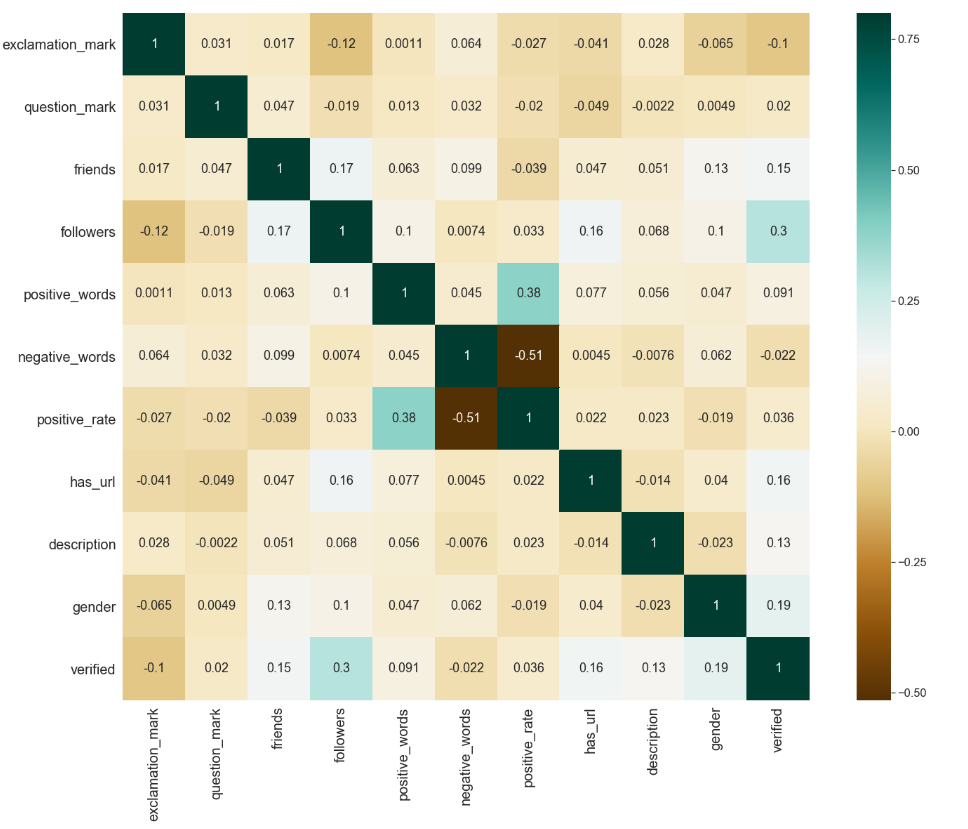 exclamation_mark 1 0.031 0.017 -0.12 0.0011 0.064 -0.027 -0.041 0.028 -0.065 -0.1
question_mark 0.031 1 0.047 -0.019 0.013 0.032 -0.02 -0.049 -0.0022 0.0049 0.02
friends 0.017 0.047 1 0.17 0.063 0.099 -0.039 0.047 0.051 0.13 0.15
followers -0.12 -0.019 0.17 1 0.1 0.0074 0.033 0.16 0.068 0.1 0.3
positive_words 0.0011 0.013 0.063 0.1 1 0.045 0.38 0.077 0.056 0.047 0.091
negative_words 0.064 0.032 0.099 0.0074 0.045 1 -0.51 0.0045 -0.0076 0.062 -0.022
positive_rate -0.027 -0.02 -0.039 0.033 0.38 -0.51 1 0.022 0.023 -0.019 0.036
has_url -0.041 -0.049 0.047 0.16 0.077 0.0045 0.022 1 -0.014 0.04 0.16
description 0.028 -0.0022 0.051 0.068 0.056 -0.0076 0.023 -0.014 1 -0.023 0.13
gender -0.065 0.0049 0.13 0.1 0.047 0.062 -0.019 0.04 -0.023 1 0.19
verified -0.1 0.02 0.15 0.3 0.091 -0.022 0.036 0.16 0.13 0.19 1
exclamation_mark question_mark friends followers positive_words negative_words positive_rate has_url description gender verified
0.75
0.50
0.25
0.00
−0.25
−0.50